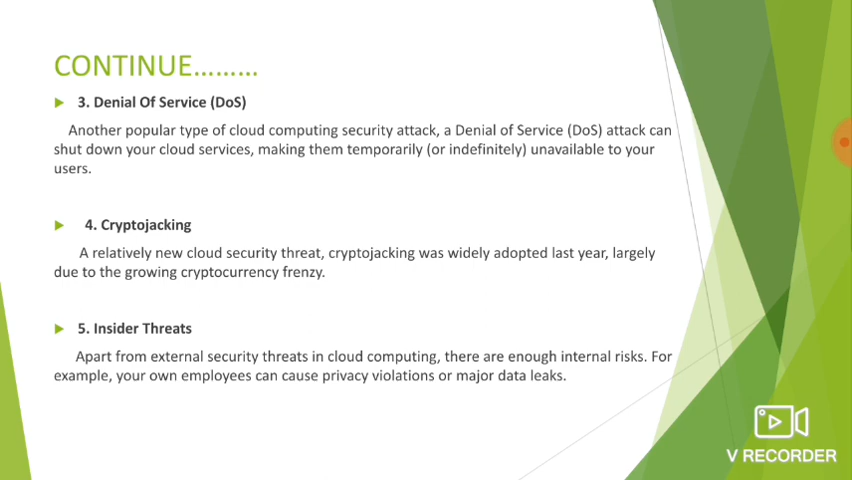 CONTINUE.........
3. Denial Of Service (DoS)
Another popular type of cloud computing security attack, a Denial of Service (DoS) attack can
shut down your cloud services, making them temporarily (or indefinitely) unavailable to your
users.
4. Cryptojacking
A relatively new cloud security threat, cryptojacking was widely adopted last year, largely
due to the growing cryptocurrency frenzy.
5. Insider Threats
Apart from external security threats in cloud computing, there are enough internal risks. For
example, your own employees can cause privacy violations or major data leaks.
V RECORDER